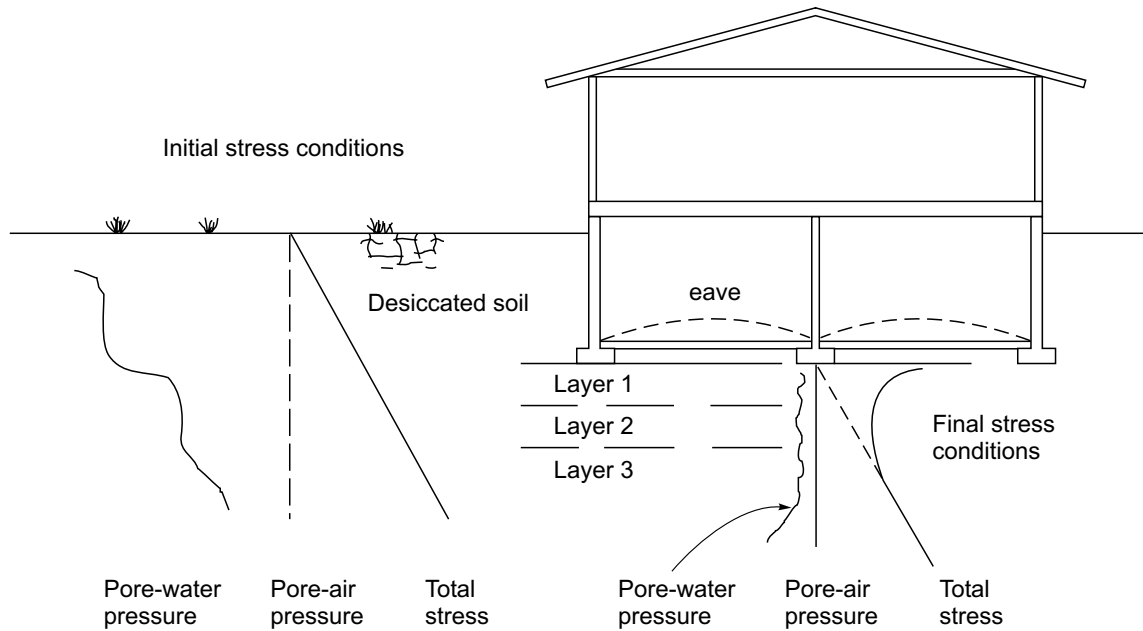 Initial stress conditions
Desiccated soil
eave
Layer 1
Layer 2
Layer 3
Final stress
conditions
Pore-water
pressure
Pore-air
pressure
Total
stress
Pore-water
pressure
Pore-air
pressure
Total
stress